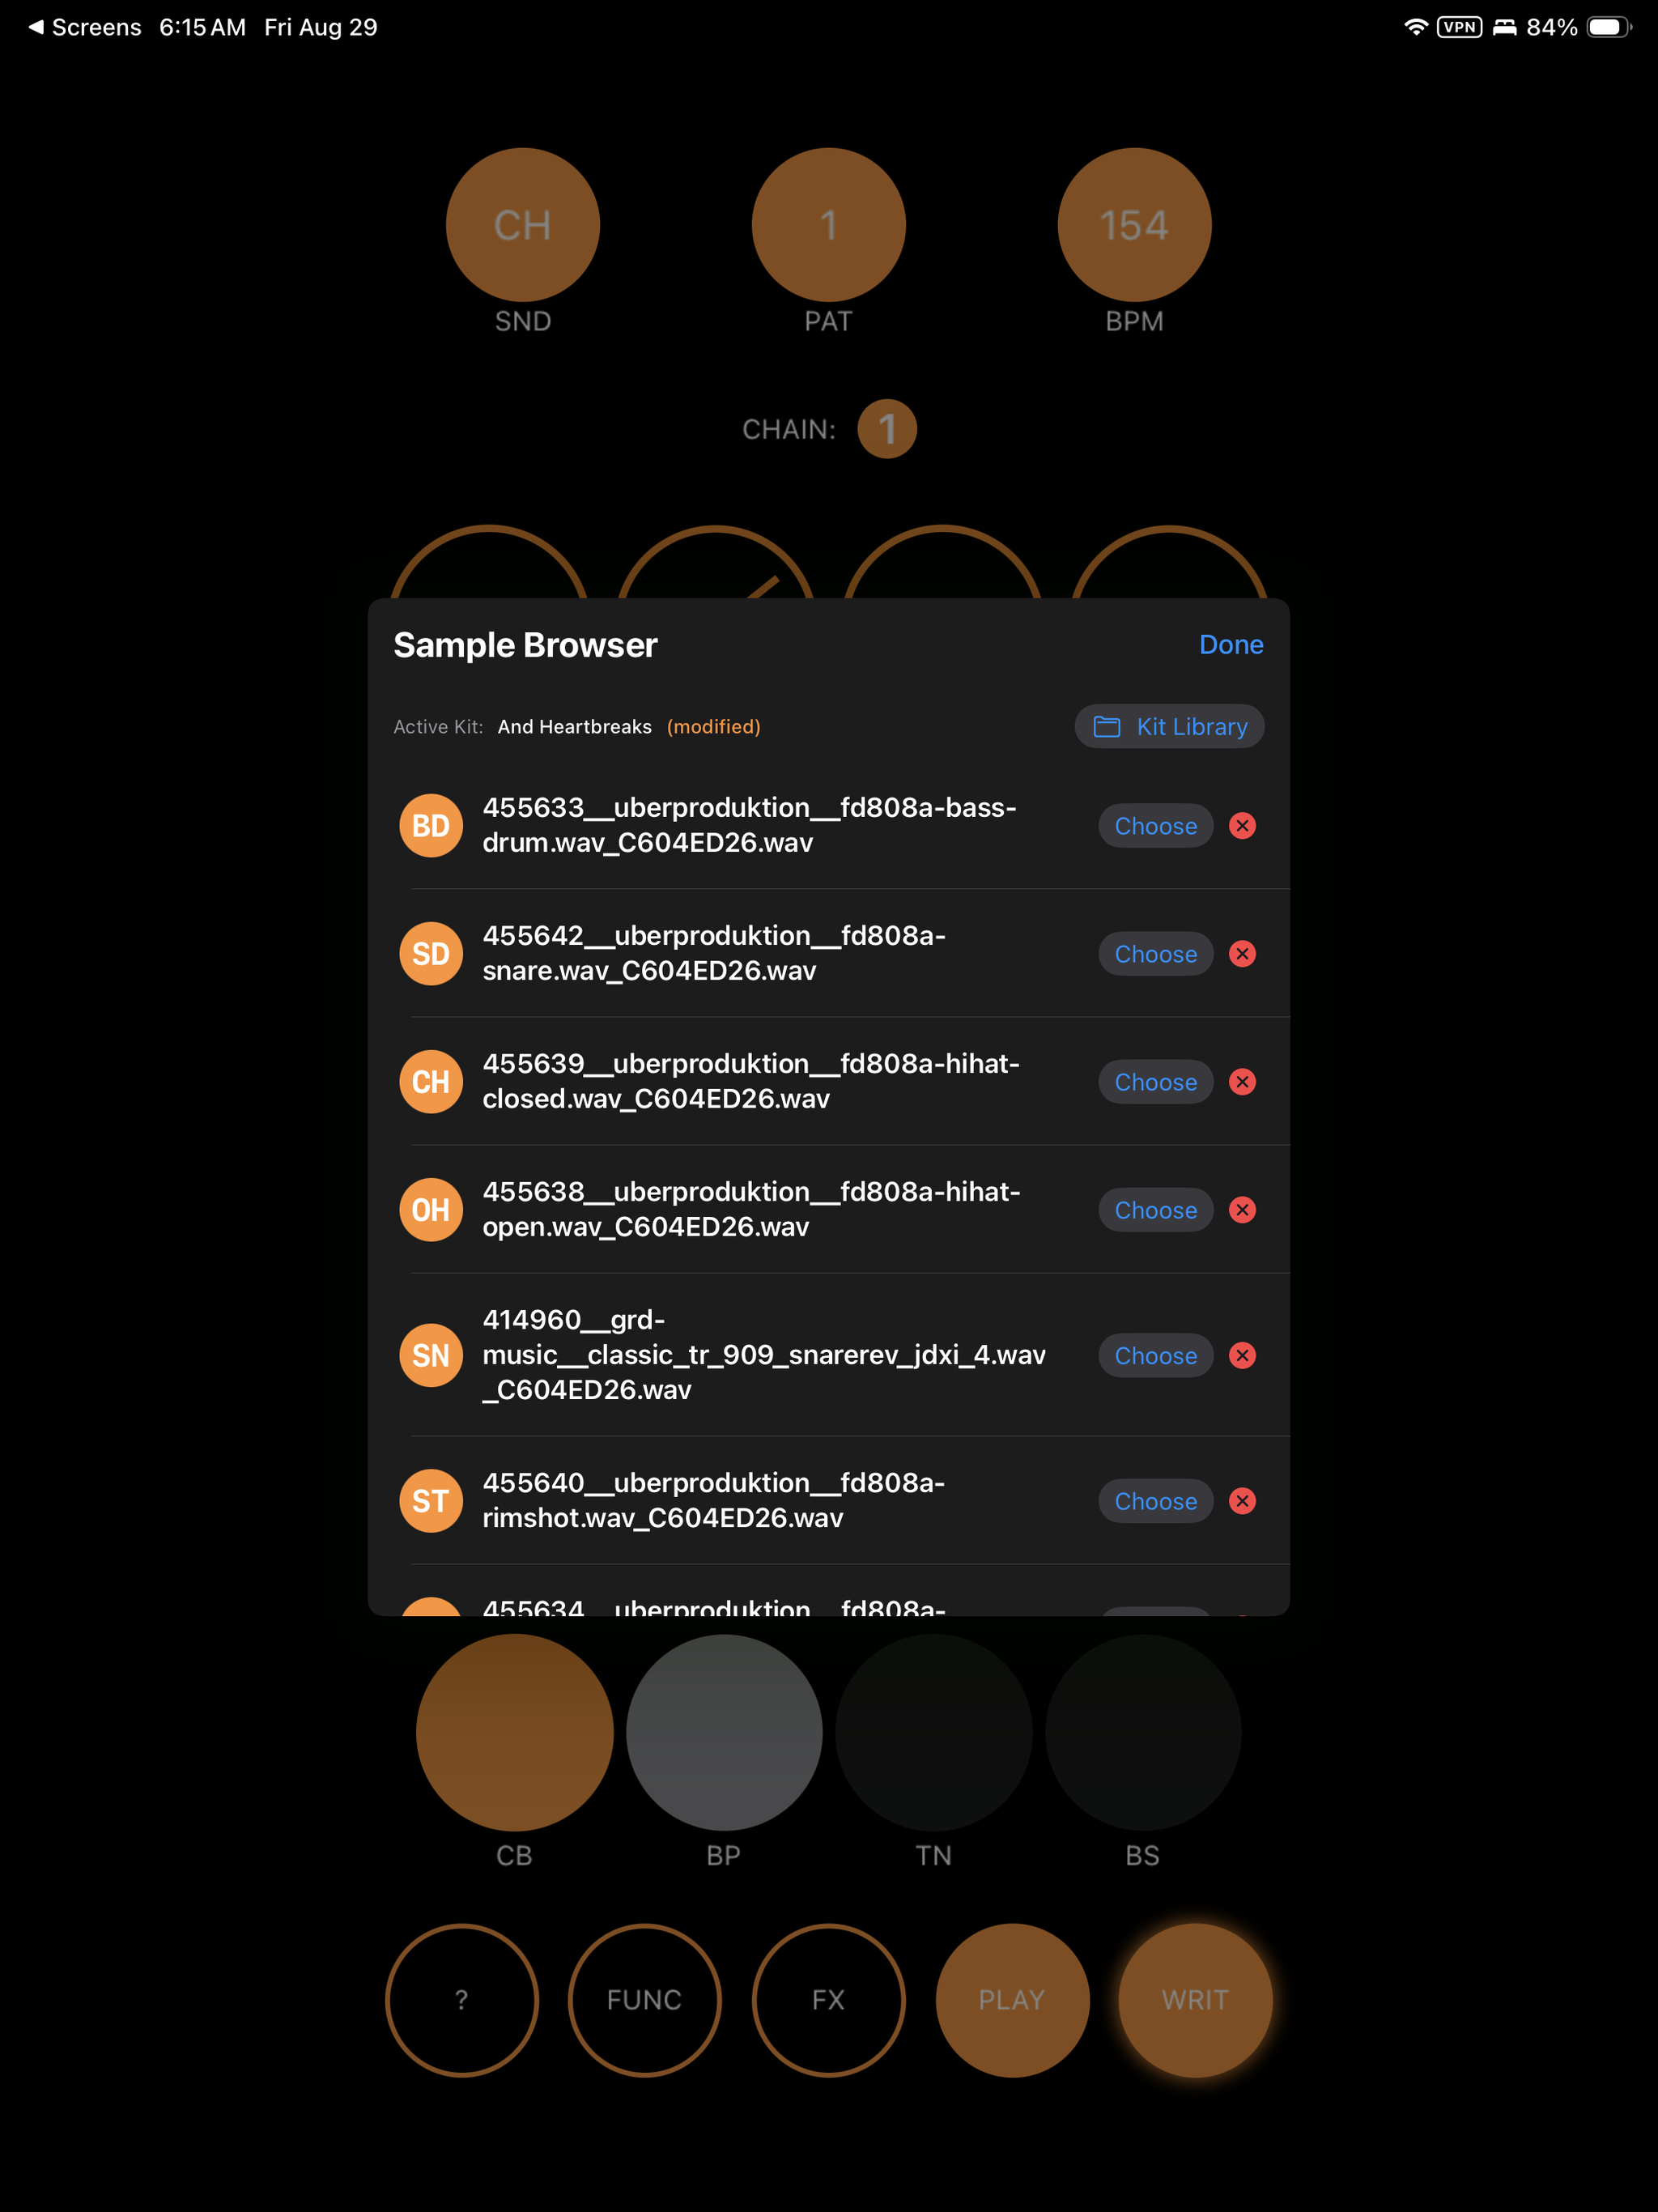 Screens 6:15 AM Fri Aug 29
VPN 84%
CH 1 154
SND PAT BPM
CHAIN: 1
Sample Browser Done
Active Kit: And Heartbreaks (modified) Kit Library
BD 455633__uberproduktion__fd808a-bass-
drum.wav_C604ED26.wav Choose
SD 455642__uberproduktion__fd808a-
snare.wav_C604ED26.wav Choose
CH 455639__uberproduktion__fd808a-hihat-
closed.wav_C604ED26.wav Choose
OH 455638__uberproduktion__fd808a-hihat-
open.wav_C604ED26.wav Choose
SN 414960__grd-
music__classic_tr_909_snarerev_jdxi_4.wav
_C604ED26.wav Choose
ST 455640__uberproduktion__fd808a-
rimshot.wav_C604ED26.wav Choose
455634__uberproduktion__fd808a-
CB BP TN BS
? FUNC FX PLAY WRIT